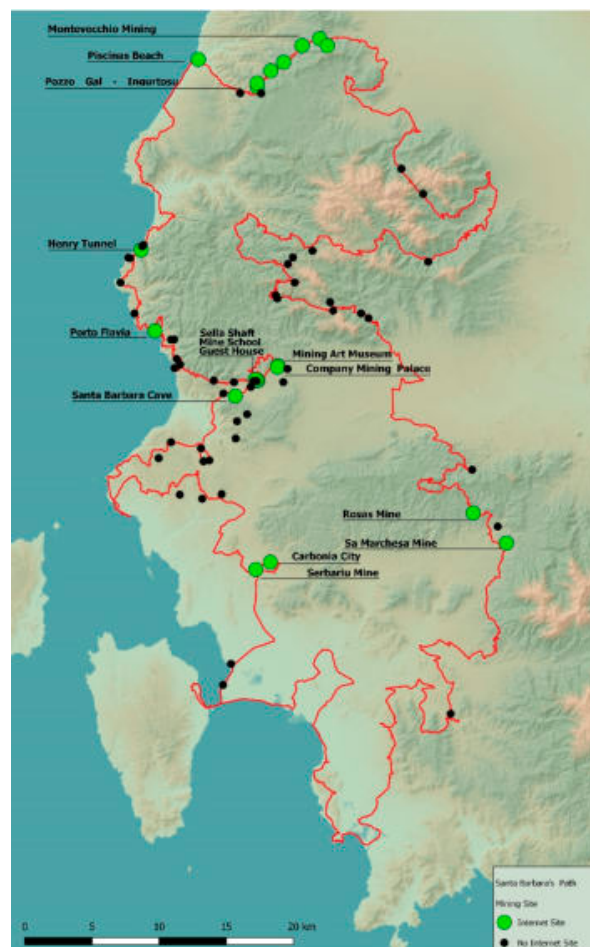 Montevecchio Mining
Piscinas Beach
Pozzo Gal - Ingurtosu
Henry Tunnel
Porto Flavia
Sella Shaft
Mine School
Guest House
Mining Art Museum
Company Mining Palace
Santa Barbara Cave
Rosas Mine
Sa Marchesa Mine
Carbonia City
Serbariu Mine
Santa Barbara's Path
Mining Site
Internet Site
No Internet Site
0 5 10 15 20 km